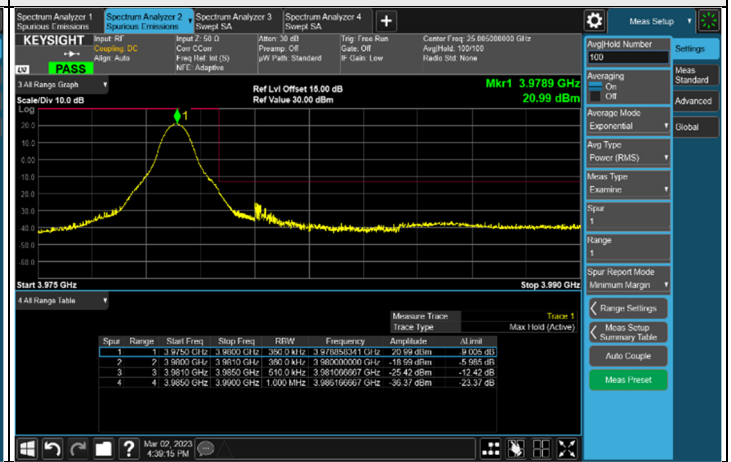 Spectrum Analyzer 1
Spurious Emissions
Spectrum Analyzer 2
Spurious Emissions
Spectrum Analyzer 3
Swept SA
Spectrum Analyzer 4
Swept SA
Meas Setup
KEYSIGHT
PASS
Input: RF
Coupling: DC
Align: Auto
Input Z: 50 Ω
Corr CCorr
Freq Ref: Int (S)
NFE: Adaptive
Atten: 30 dB
Preamp: Off
µW Path: Standard
Trig: Free Run
Gate: Off
IF Gain: Low
Center Freq: 25.005000000 GHz
Avg|Hold: 100/100
Radio Std: None
3 All Range Graph
Scale/Div 10.0 dB
Ref Lvl Offset 15.00 dB
Ref Value 30.00 dBm
Mkr1 3.9789 GHz
20.99 dBm
Log
20.0
10.0
0.00
10.0
20.0
30.0
40.0
50.0
-60.0
1
Start 3.975 GHz
Stop 3.990 GHz
4 All Range Table
Measure Trace Trace 1
Trace Type Max Hold (Active)
Spur Range Start Freq Stop Freq RBW Frequency Amplitude ΔLimit
1 1 3.9750 GHz 3.9800 GHz 360.0 kHz 3.978858341 GHz 20.99 dBm -9.005 dB
2 2 3.9800 GHz 3.9810 GHz 360.0 kHz 3.980000000 GHz -18.99 dBm -5.985 dB
3 3 3.9810 GHz 3.9850 GHz 510.0 kHz 3.981066667 GHz -25.42 dBm -12.42 dB
4 4 3.9850 GHz 3.9900 GHz 1.000 MHz 3.985166667 GHz -36.37 dBm -23.37 dB
Avg|Hold Number
100
Averaging
On
Off
Average Mode
Exponential
Avg Type
Power (RMS)
Meas Type
Examine
Spur
1
Range
1
Spur Report Mode
Minimum Margin
Range Settings
Meas Setup
Summary Table
Auto Couple
Meas Preset
Settings
Meas
Standard
Advanced
Global
Mar 02, 2023
4:39:15 PM